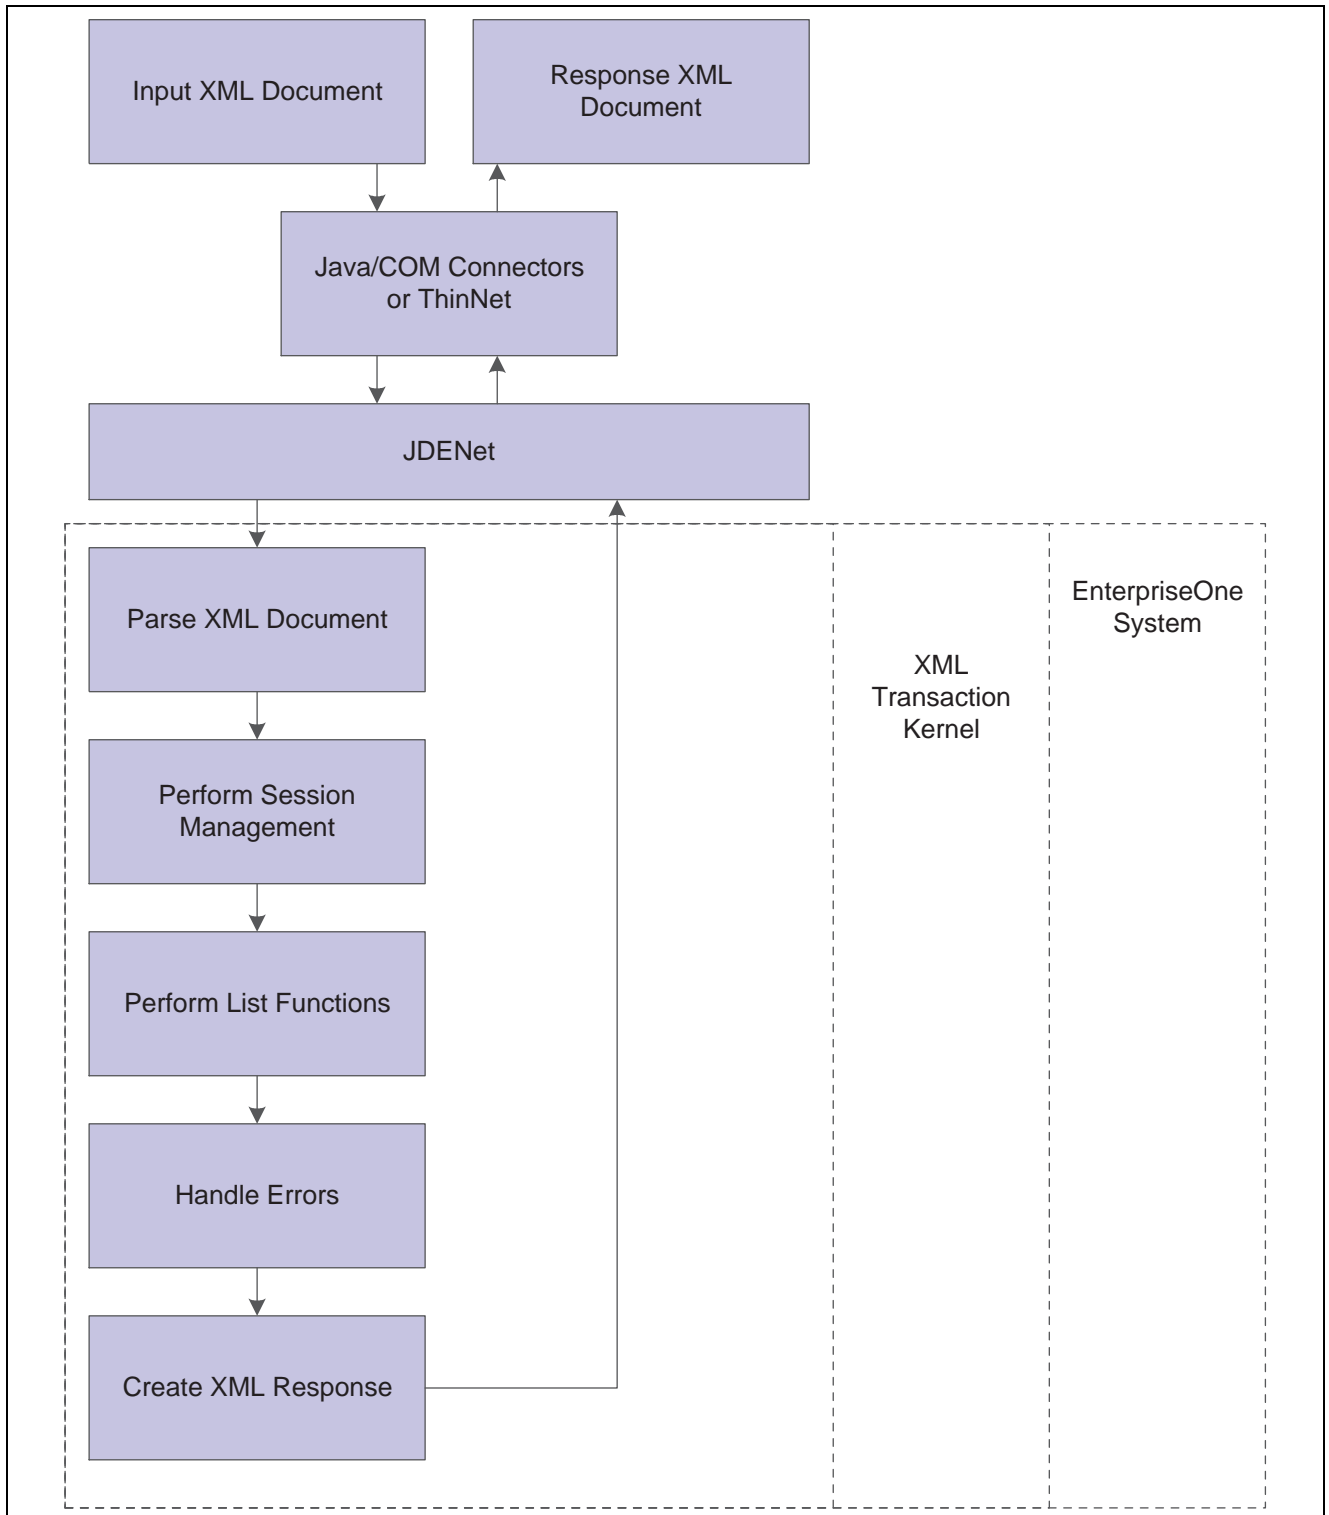 Input XML Document
Response XML
Document
Java/COM Connectors
or ThinNet
JDENet
Parse XML Document
EnterpriseOne
System
XML
Transaction
Kernel
Perform Session
Management
Perform List Functions
Handle Errors
Create XML Response